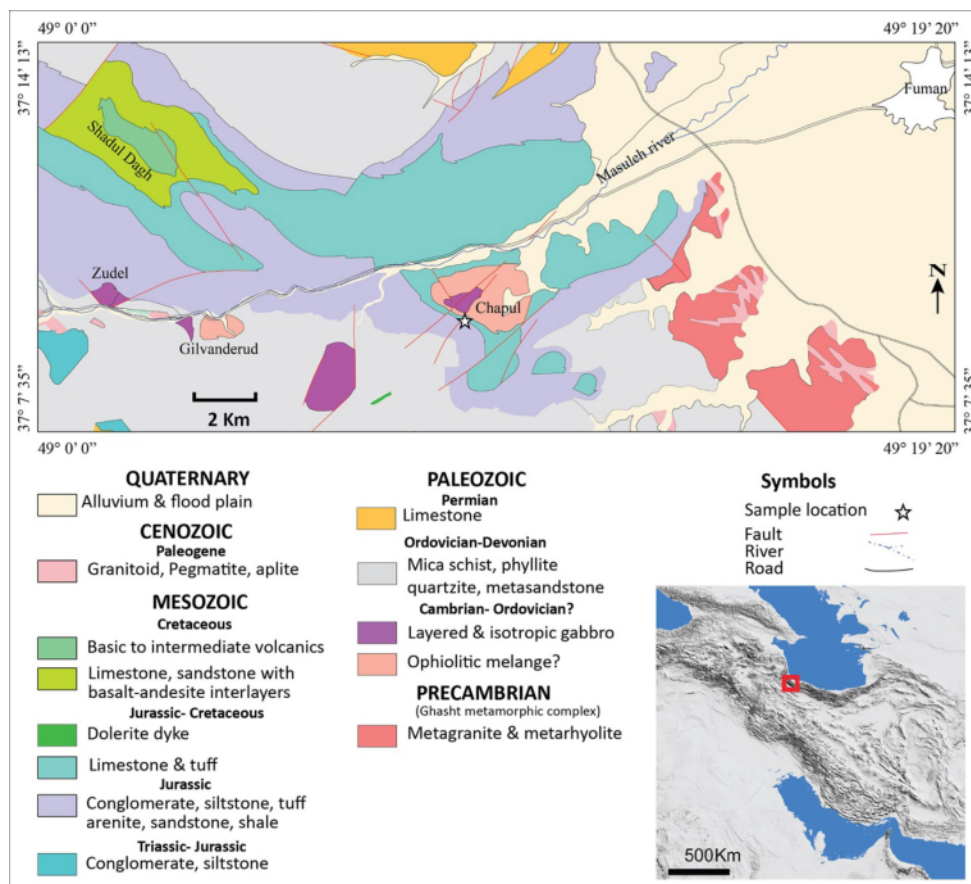 49° 0' 0"
49° 19' 20"
37° 14' 13"
37° 14' 13"
Fuman
Shadul Dagh
Masuleh river
Zudel
N
Chapul
Gilvanderud
2 Km
37° 7' 35"
37° 7' 35"
49° 0' 0"
49° 19' 20"
QUATERNARY
Alluvium & flood plain
CENOZOIC
Paleogene
Granitoid, Pegmatite, aplite
MESOZOIC
Cretaceous
Basic to intermediate volcanics
Limestone, sandstone with
basalt-andesite interlayers
Jurassic- Cretaceous
Dolerite dyke
Limestone & tuff
Jurassic
Conglomerate, siltstone, tuff
arenite, sandstone, shale
Triassic- Jurassic
Conglomerate, siltstone
PALEOZOIC
Permian
Limestone
Ordovician-Devonian
Mica schist, phyllite
quartzite, metasandstone
Cambrian- Ordovician?
Layered & isotropic gabbro
Ophiolitic melange?
PRECAMBRIAN
(Ghasht metamorphic complex)
Metagranite & metarhyolite
Symbols
Sample location
Fault
River
Road
500Km